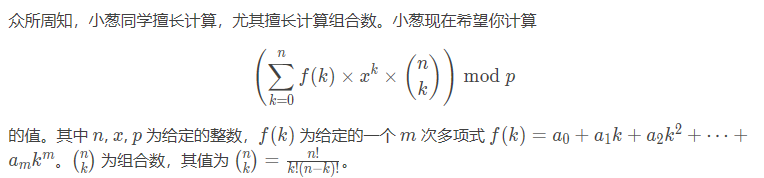 众所周知，小葱同学擅长计算，尤其擅长计算组合数。小葱现在希望你计算
$$\left(\sum_{k=0}^{n} f(k) \times x^k \times \binom{n}{k}\right) \bmod p$$
的值。其中 $n, x, p$ 为给定的整数，$f(k)$ 为给定的一个 $m$ 次多项式 $f(k) = a_0 + a_1k + a_2k^2 + \cdots +$
$a_mk^m$。$\binom{n}{k}$ 为组合数，其值为 $\binom{n}{k} = \frac{n!}{k!(n-k)!}$。